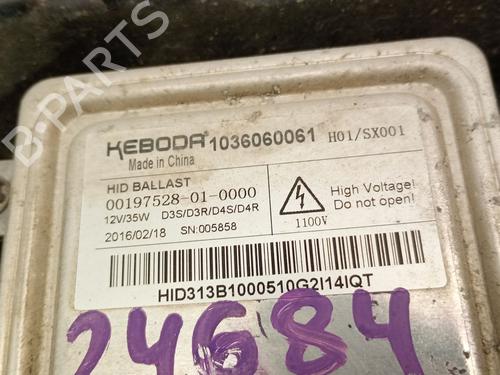 KEBODA 1036060061 H01/SX001
Made in China
HID BALLAST
00197528-01-0000
12V/35W D3S/D3R/D4S/D4R
2016/02/18 SN:005858
1100V
High Voltage!
Do not open!
HID313B1000510G2I14IQT
24684
B-PARTS